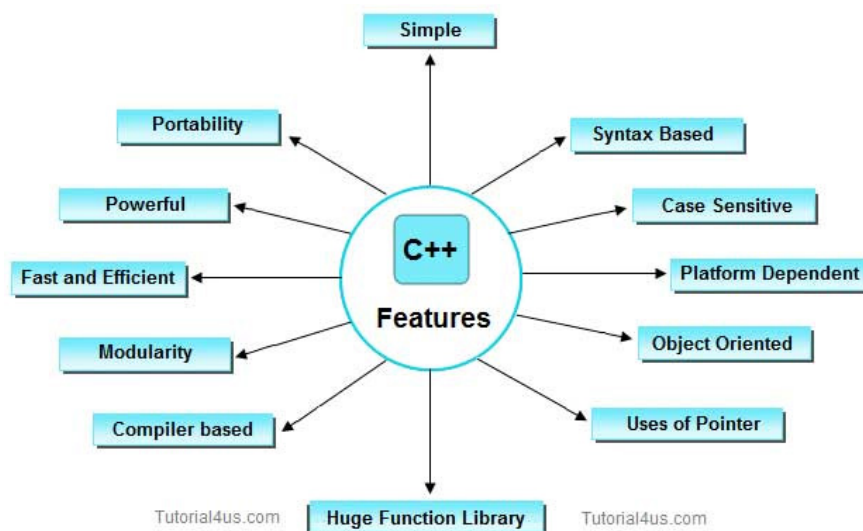 Simple
Portability
Syntax Based
Powerful
Case Sensitive
C++
Features
Fast and Efficient
Platform Dependent
Modularity
Object Oriented
Compiler based
Uses of Pointer
Tutorial4us.com
Huge Function Library
Tutorial4us.com